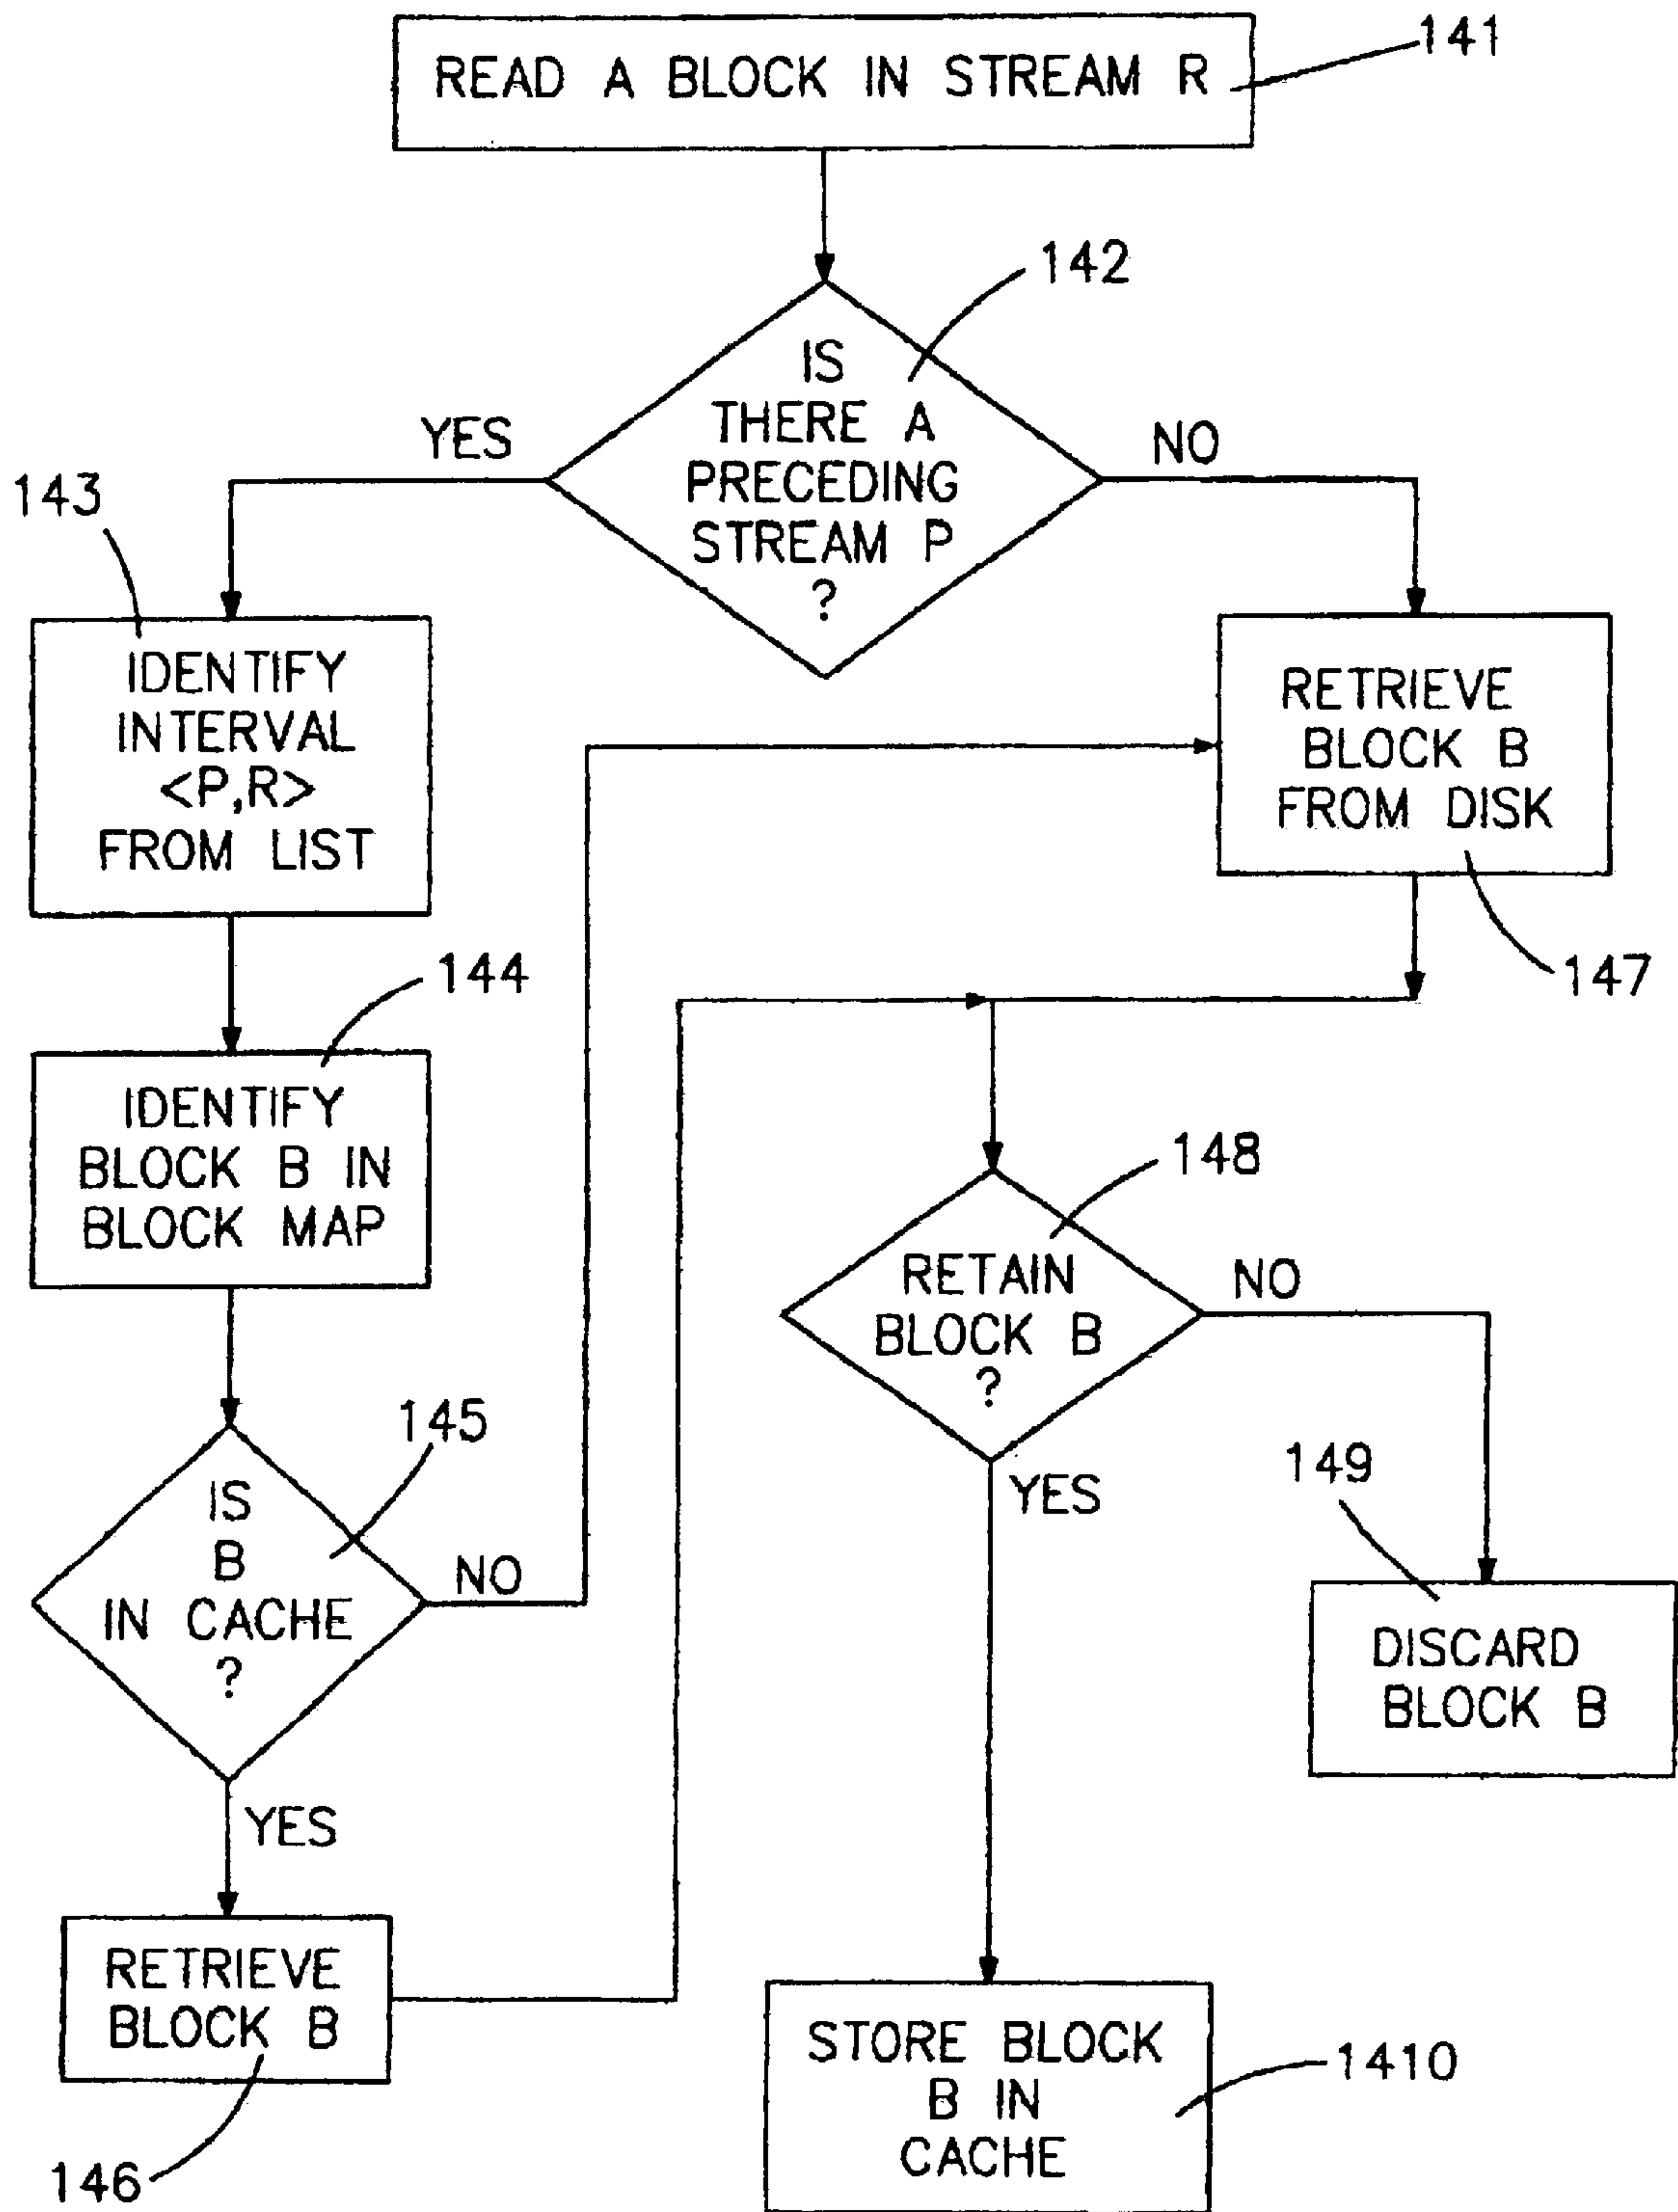 READ A BLOCK IN STREAM R
141
142
IS
THERE A
PRECEDING
STREAM P
?
YES
NO
143
IDENTIFY
INTERVAL
<P,R>
FROM LIST
RETRIEVE
BLOCK B
FROM DISK
147
144
IDENTIFY
BLOCK B IN
BLOCK MAP
148
RETAIN
BLOCK B
?
NO
YES
145
IS
B
IN CACHE
?
NO
YES
149
DISCARD
BLOCK B
RETRIEVE
BLOCK B
146
STORE BLOCK
B IN
CACHE
1410